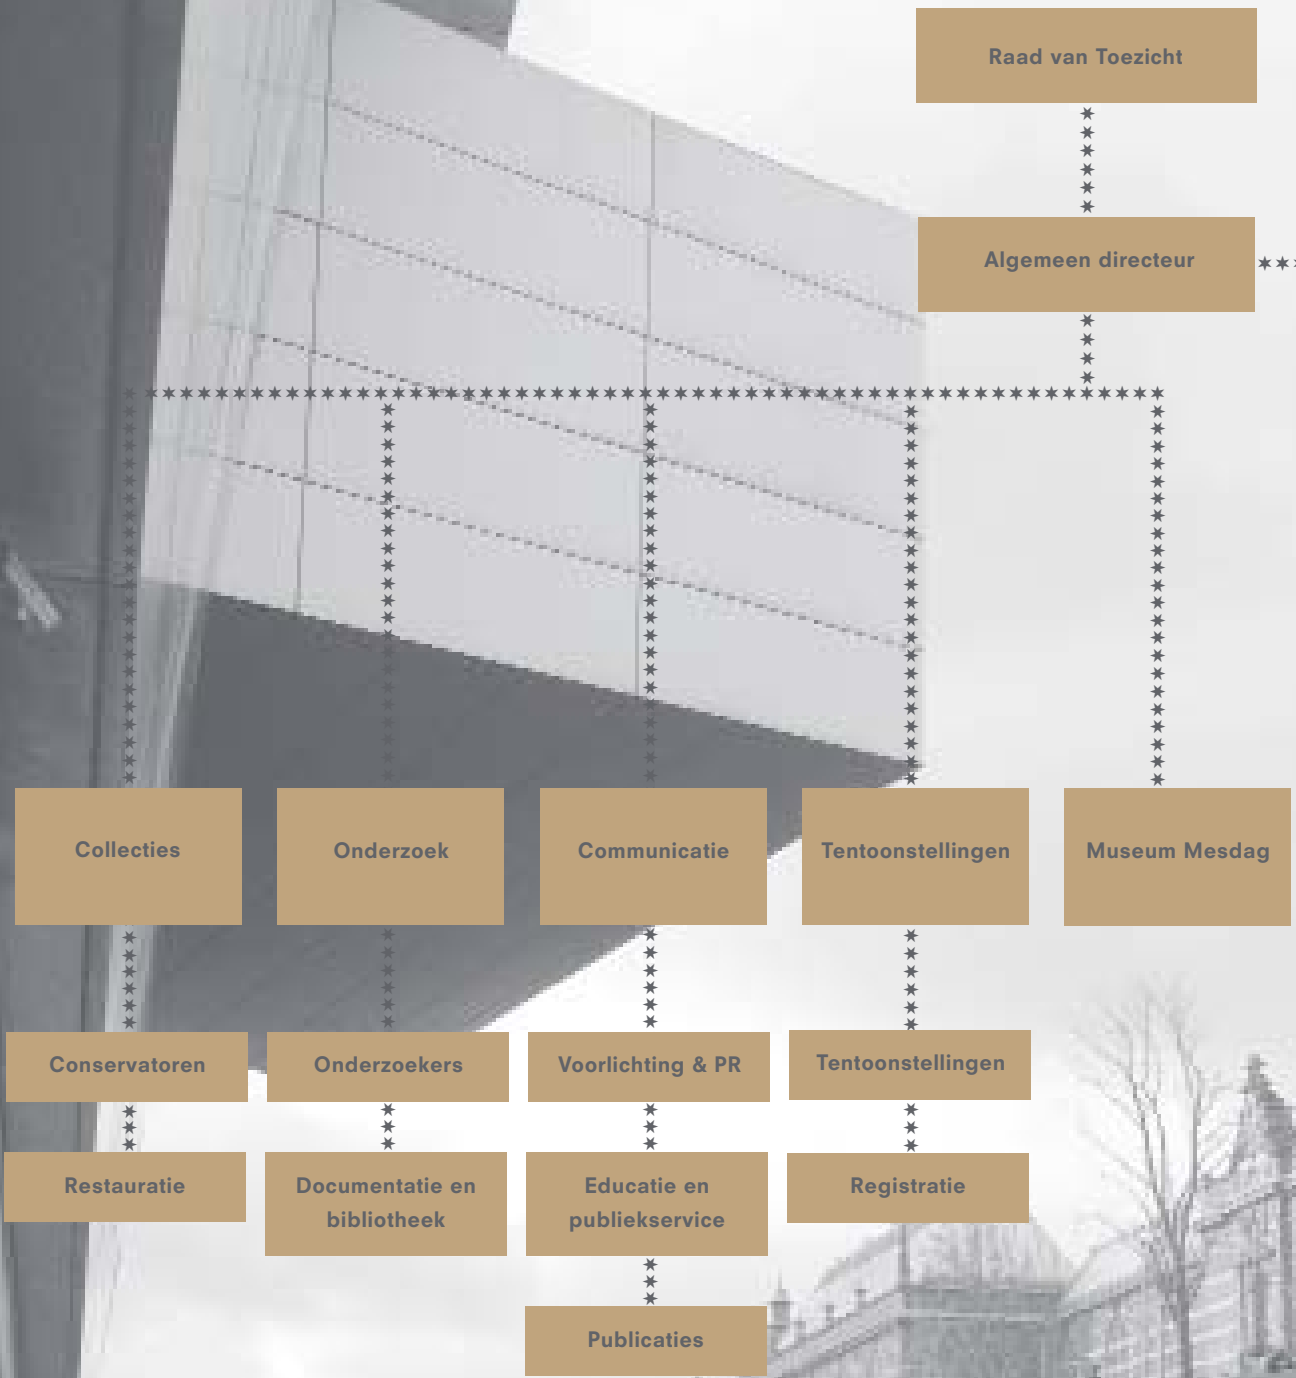 Raad van Toezicht
Algemeen directeur
Collecties
Onderzoek
Communicatie
Tentoonstellingen
Museum Mesdag
Conservatoren
Onderzoekers
Voorlichting & PR
Tentoonstellingen
Restauratie
Documentatie en
bibliotheek
Educatie en
publiekservice
Registratie
Publicaties